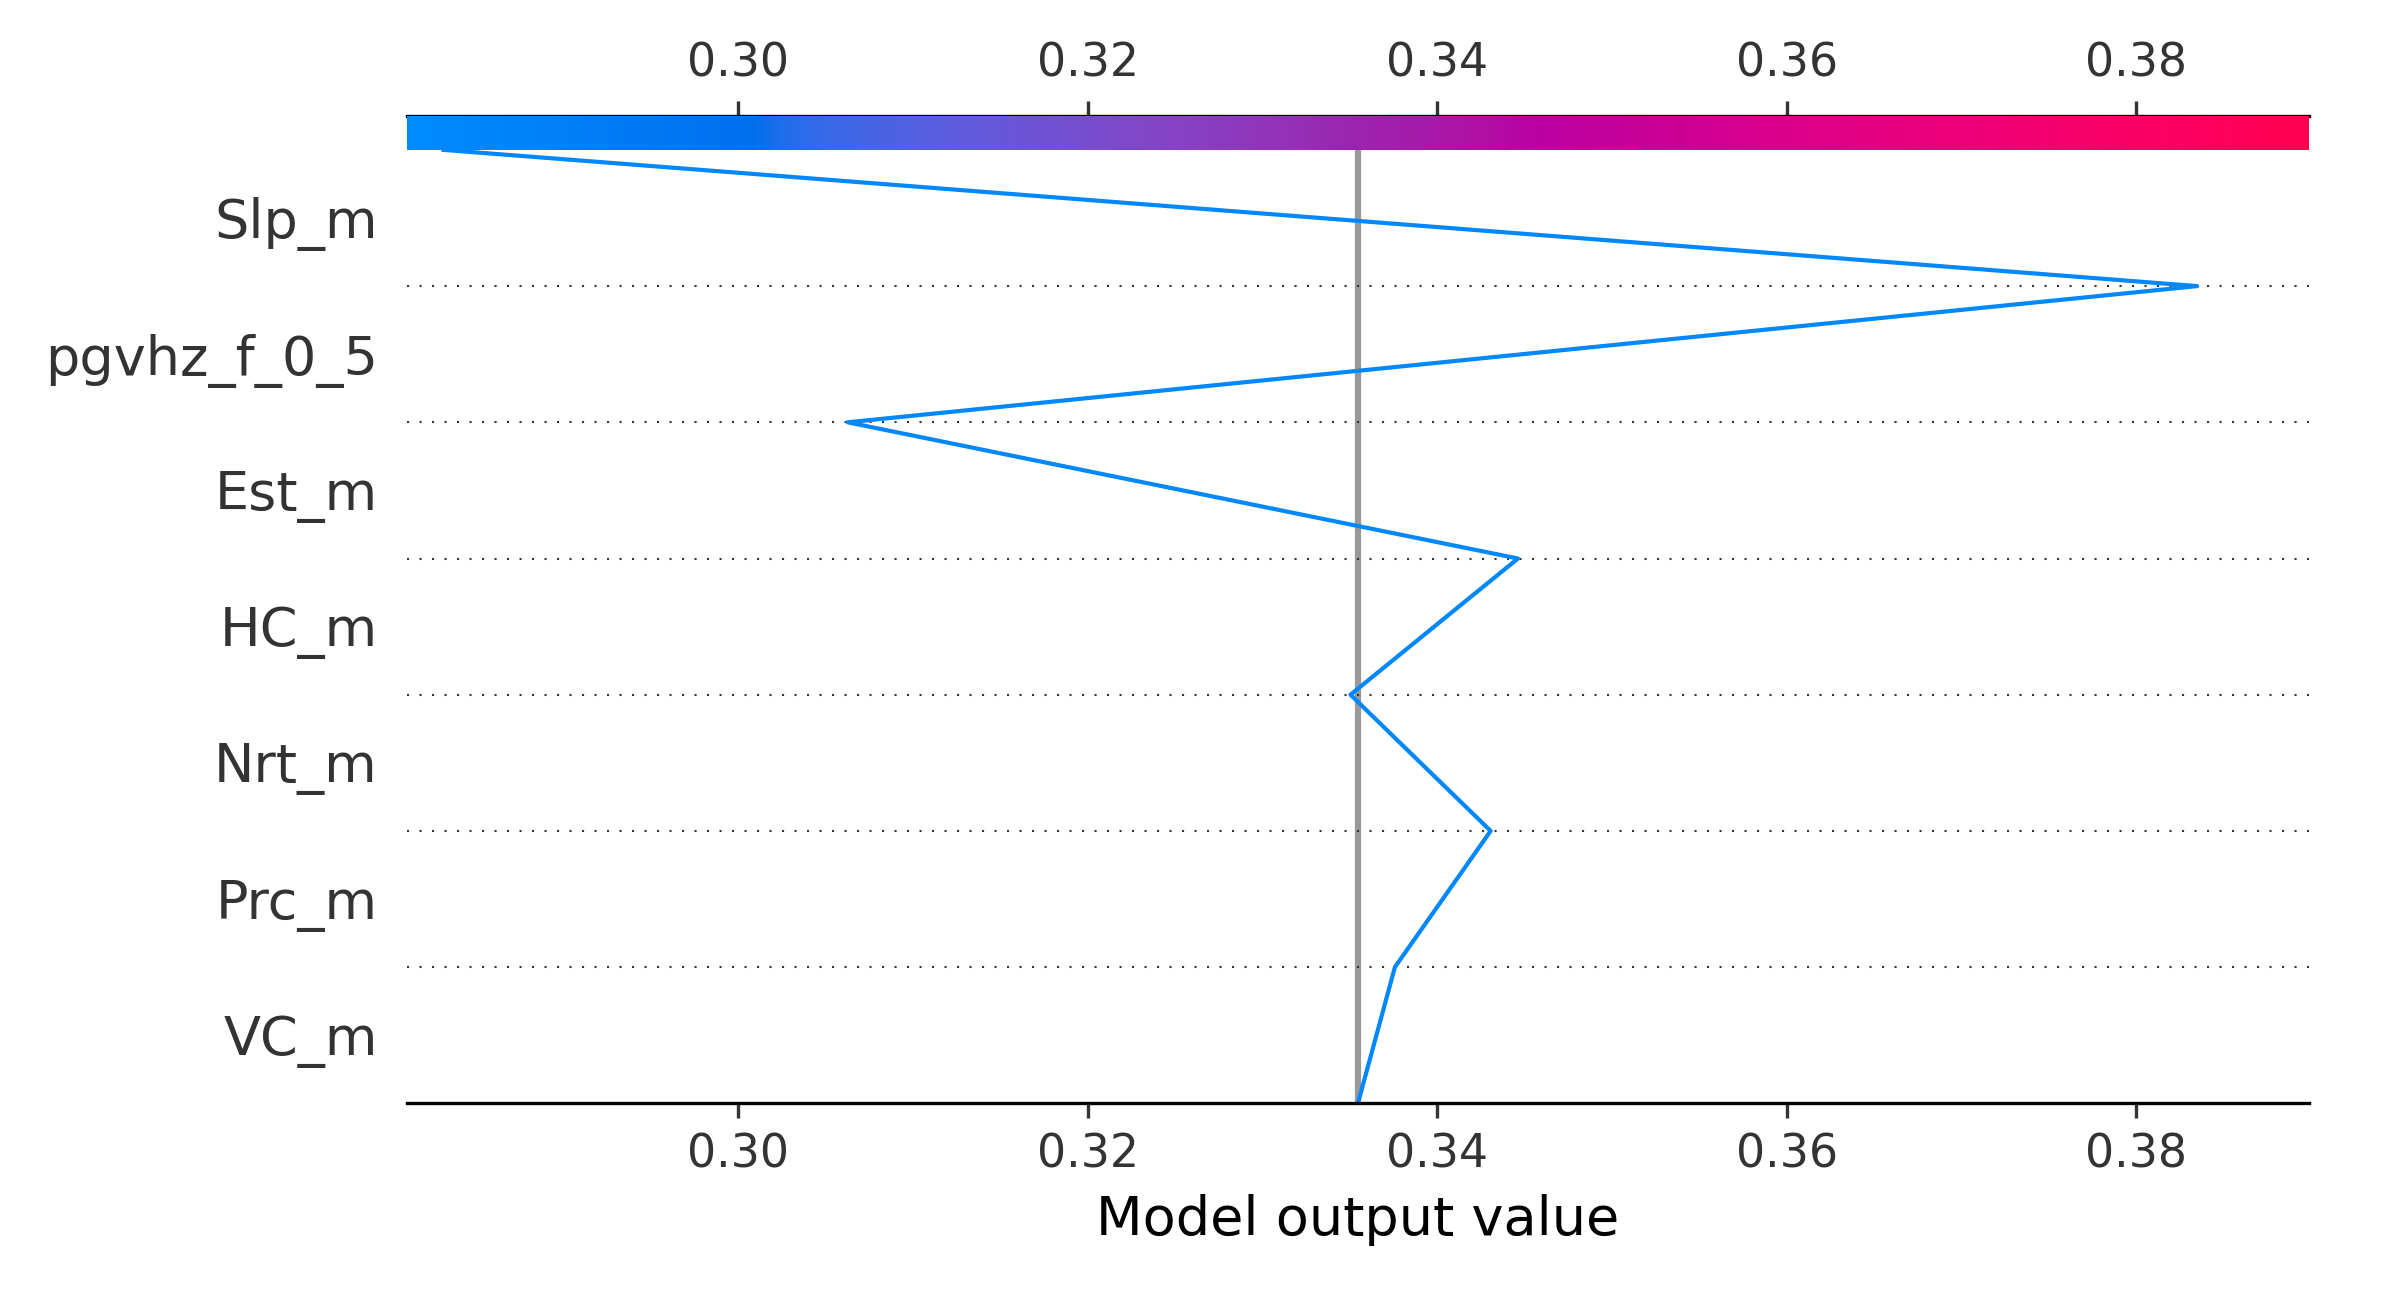 0.30 0.32 0.34 0.36 0.38
Slp_m
pgvhz_f_0_5
Est_m
HC_m
Nrt_m
Prc_m
VC_m
0.30 0.32 0.34 0.36 0.38
Model output value